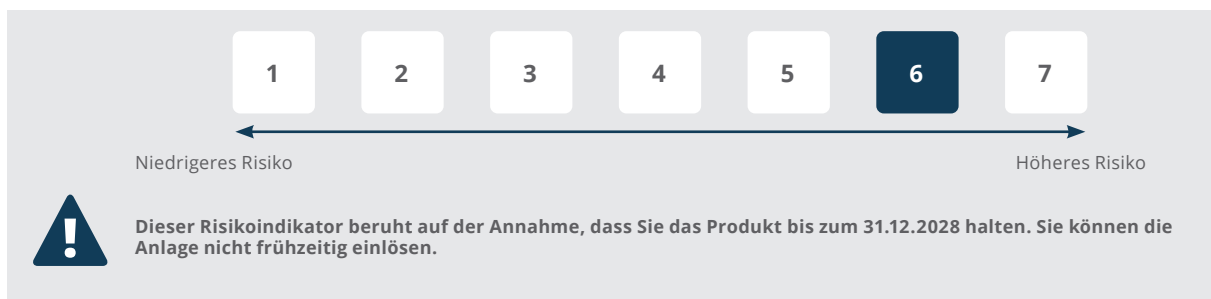 1 2 3 4 5 6 7
Niedrigeres Risiko Höheres Risiko
!
Dieser Risikoindikator beruht auf der Annahme, dass Sie das Produkt bis zum 31.12.2028 halten. Sie können die
Anlage nicht frühzeitig einlösen.